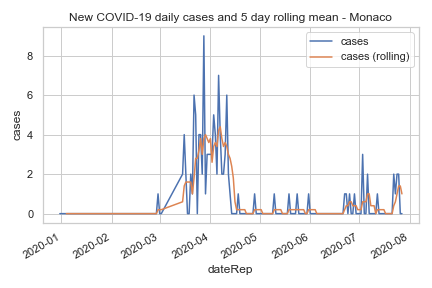 New COVID-19 daily cases and 5 day rolling mean - Monaco
cases
cases (rolling)
cases
8
6
4
2
0
2020-01
2020-02
2020-03
2020-04
2020-05
2020-06
2020-07
2020-08
dateRep